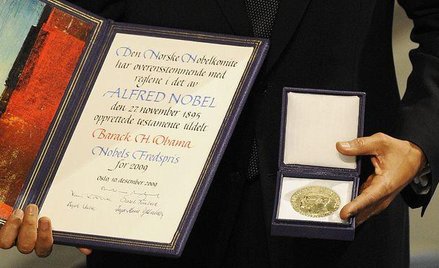 Den Norske Nobelkomite
har overensstemmende med
reglene i det av
ALFRED NOBEL
den 27 november 1895
opprettede testamente tildelt
Barack H. Obama
Nobels Fredspris
for 2009
Oslo, 10 desember 2009